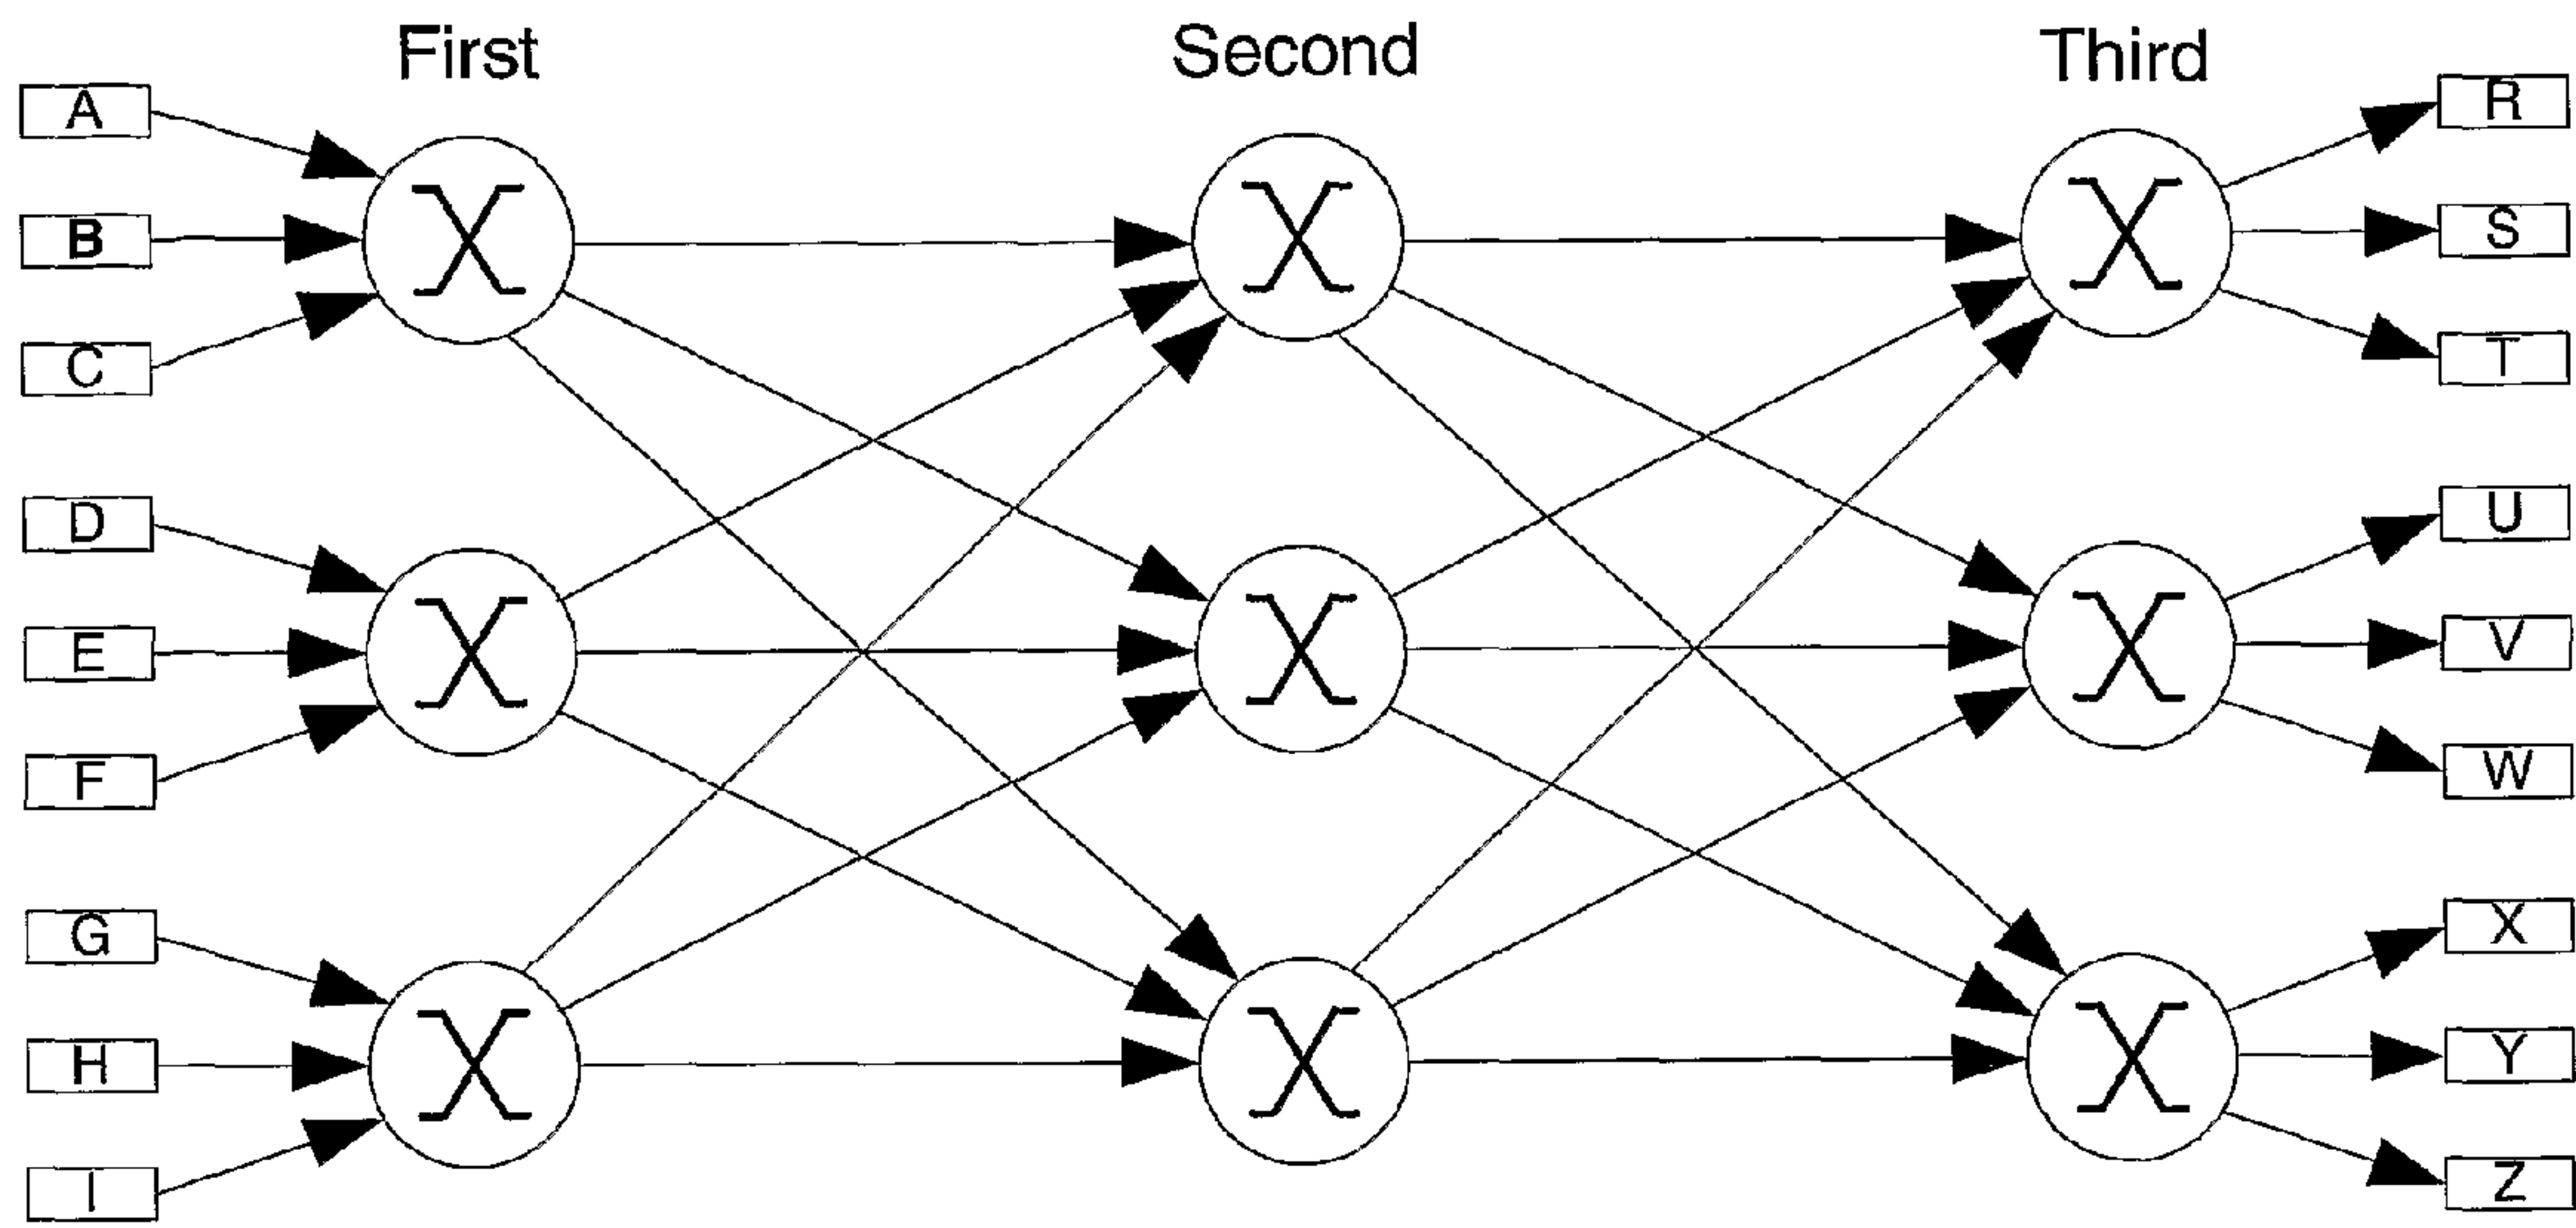 First Second Third
A R
B S
C T
D U
E V
F W
G X
H Y
I Z